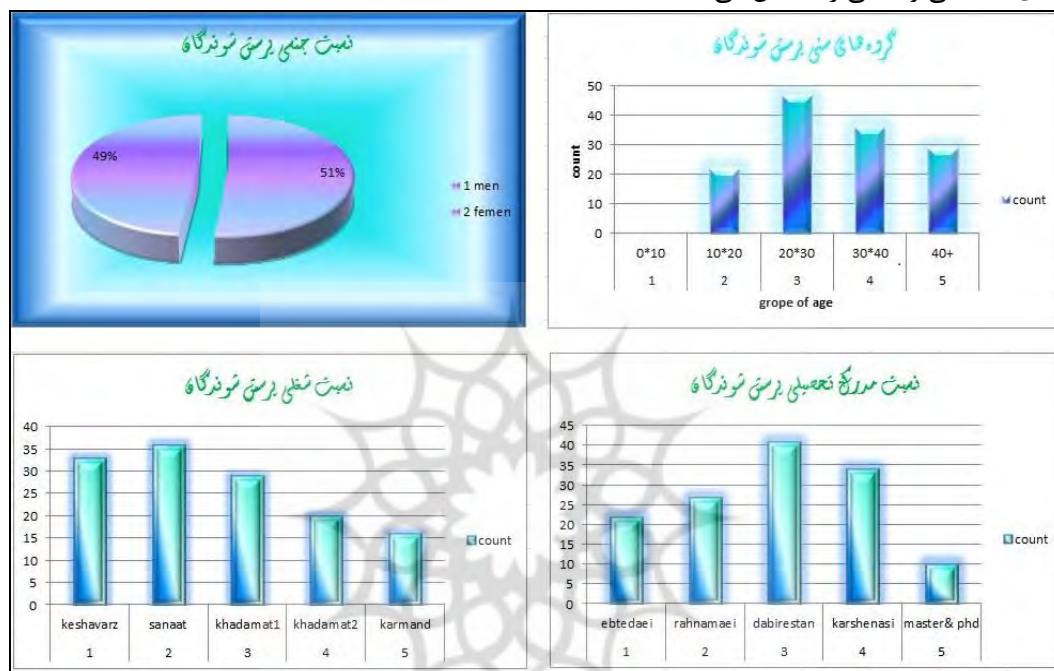 نسبت جنسی پرسش شوندگان
49%
51%
1 men
2 femen
گروه های سنی پرسش شوندگان
50
40
30
20
10
0
count
0*10 10*20 20*30 30*40 40+
1 2 3 4 5
grope of age
count
نسبت شغلی پرسش شوندگان
40
35
30
25
20
15
10
5
0
keshavarz sanaat khadamat1 khadamat2 karmand
1 2 3 4 5
count
نسبت مدرک تحصیلی پرسش شوندگان
45
40
35
30
25
20
15
10
5
0
ebtedaei rahnamaei dabirestan karshenasi master& phd
1 2 3 4 5
count